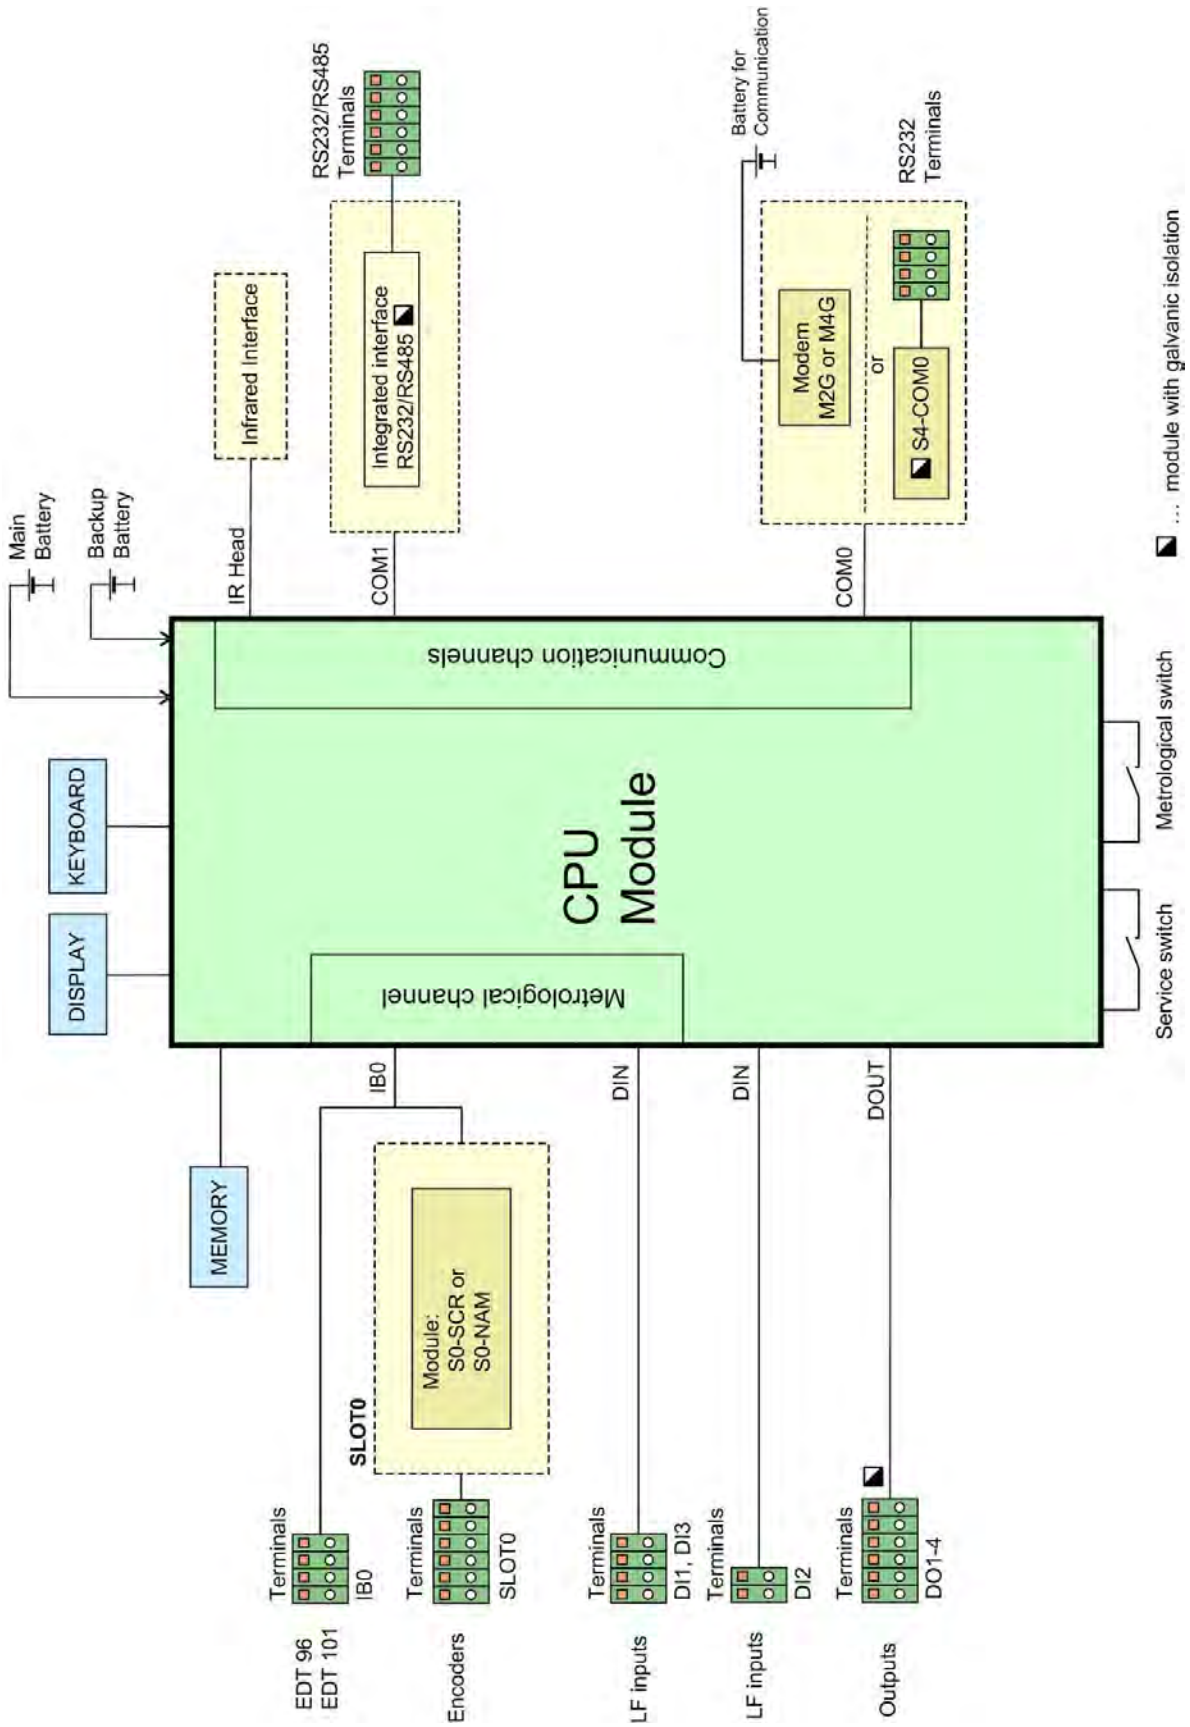 Main
Battery
Backup
Battery
DISPLAY
KEYBOARD
MEMORY
CPU
Module
Metrological channel
Communication channels
IR Head
Infrared Interface
COM1
Integrated interface
RS232/RS485
RS232/RS485
Terminals
COM0
Modem
M2G or M4G
or
S4-COM0
Battery for
Communication
RS232
Terminals
EDT 96
EDT 101
Terminals
IB0
IB0
SLOT0
Module:
S0-SCR or
S0-NAM
Encoders
Terminals
SLOT0
LF inputs
Terminals
DI1, DI3
DIN
LF inputs
Terminals
DI2
DIN
Outputs
Terminals
DO1-4
DOUT
Service switch
Metrological switch
... module with galvanic isolation